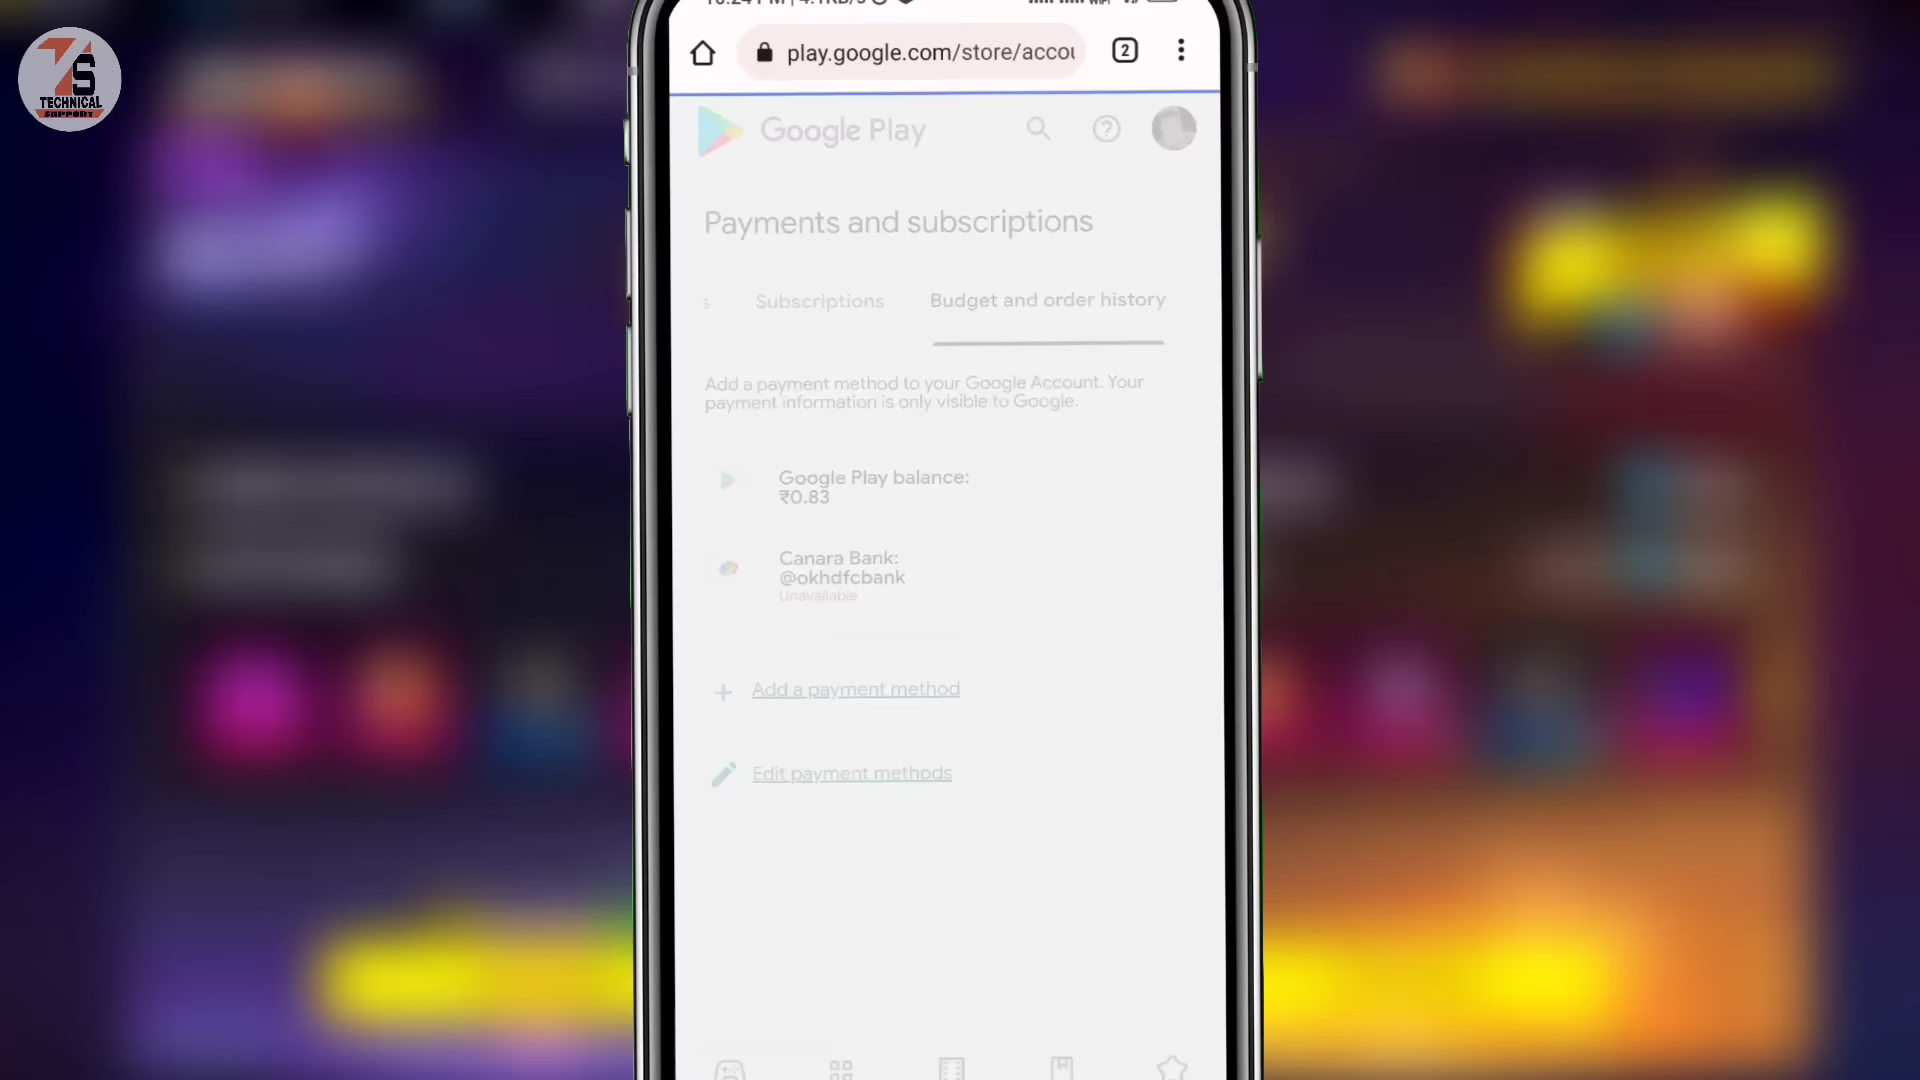 TECHNICAL
SUPPORT
play.google.com/store/accou
2
Google Play
Payments and subscriptions
s
Subscriptions
Budget and order history
Add a payment method to your Google Account. Your
payment information is only visible to Google.
Google Play balance:
₹0.83
Canara Bank:
@okhdfcbank
Unavailable
Add a payment method
Edit payment methods